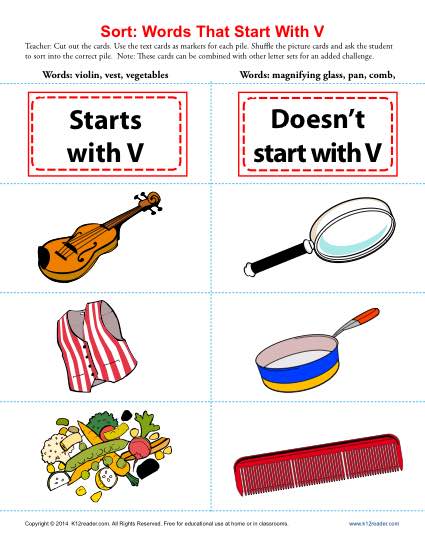 Sort: Words That Start With V
Teacher: Cut out the cards. Use the text cards as markers for each pile. Shuffle the picture cards and ask the student
to sort into the correct pile.  Note: These cards can be combined with other letter sets for an added challenge.
Words: violin, vest, vegetables
Words: magnifying glass, pan, comb,
Starts
with V
Doesn't
start with V
Copyright © 2014  K12reader.com. All Rights Reserved. Free for educational use at home or in classrooms.
www.k12reader.com